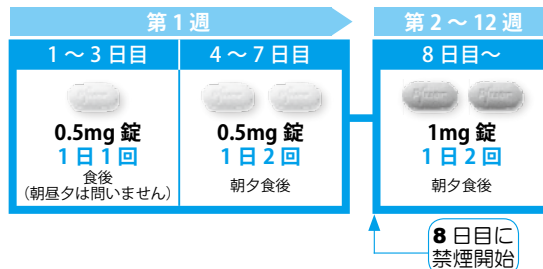 第1週
第2～12週
1～3日目
4～7日目
8日目～
0.5mg 錠
1日1回
食後
（朝昼夕は問いません）
0.5mg 錠
1日2回
朝夕食後
1mg 錠
1日2回
朝夕食後
8日目に
禁煙開始